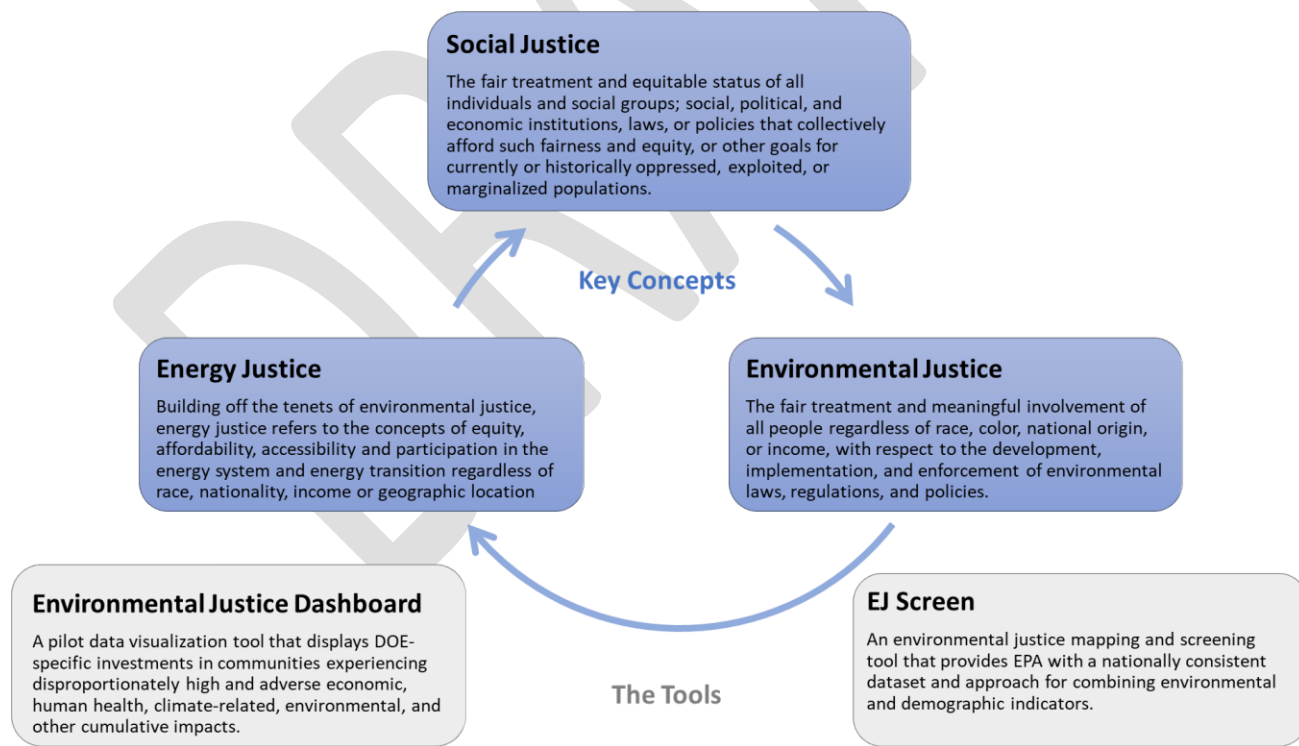 Social Justice
The fair treatment and equitable status of all
individuals and social groups; social, political, and
economic institutions, laws, or policies that collectively
afford such fairness and equity, or other goals for
currently or historically oppressed, exploited, or
marginalized populations.
Key Concepts
Energy Justice
Building off the tenets of environmental justice,
energy justice refers to the concepts of equity,
affordability, accessibility and participation in the
energy system and energy transition regardless of
race, nationality, income or geographic location
Environmental Justice
The fair treatment and meaningful involvement of
all people regardless of race, color, national origin,
or income, with respect to the development,
implementation, and enforcement of environmental
laws, regulations, and policies.
Environmental Justice Dashboard
A pilot data visualization tool that displays DOE-
specific investments in communities experiencing
disproportionately high and adverse economic,
human health, climate-related, environmental, and
other cumulative impacts.
The Tools
EJ Screen
An environmental justice mapping and screening
tool that provides EPA with a nationally consistent
dataset and approach for combining environmental
and demographic indicators.